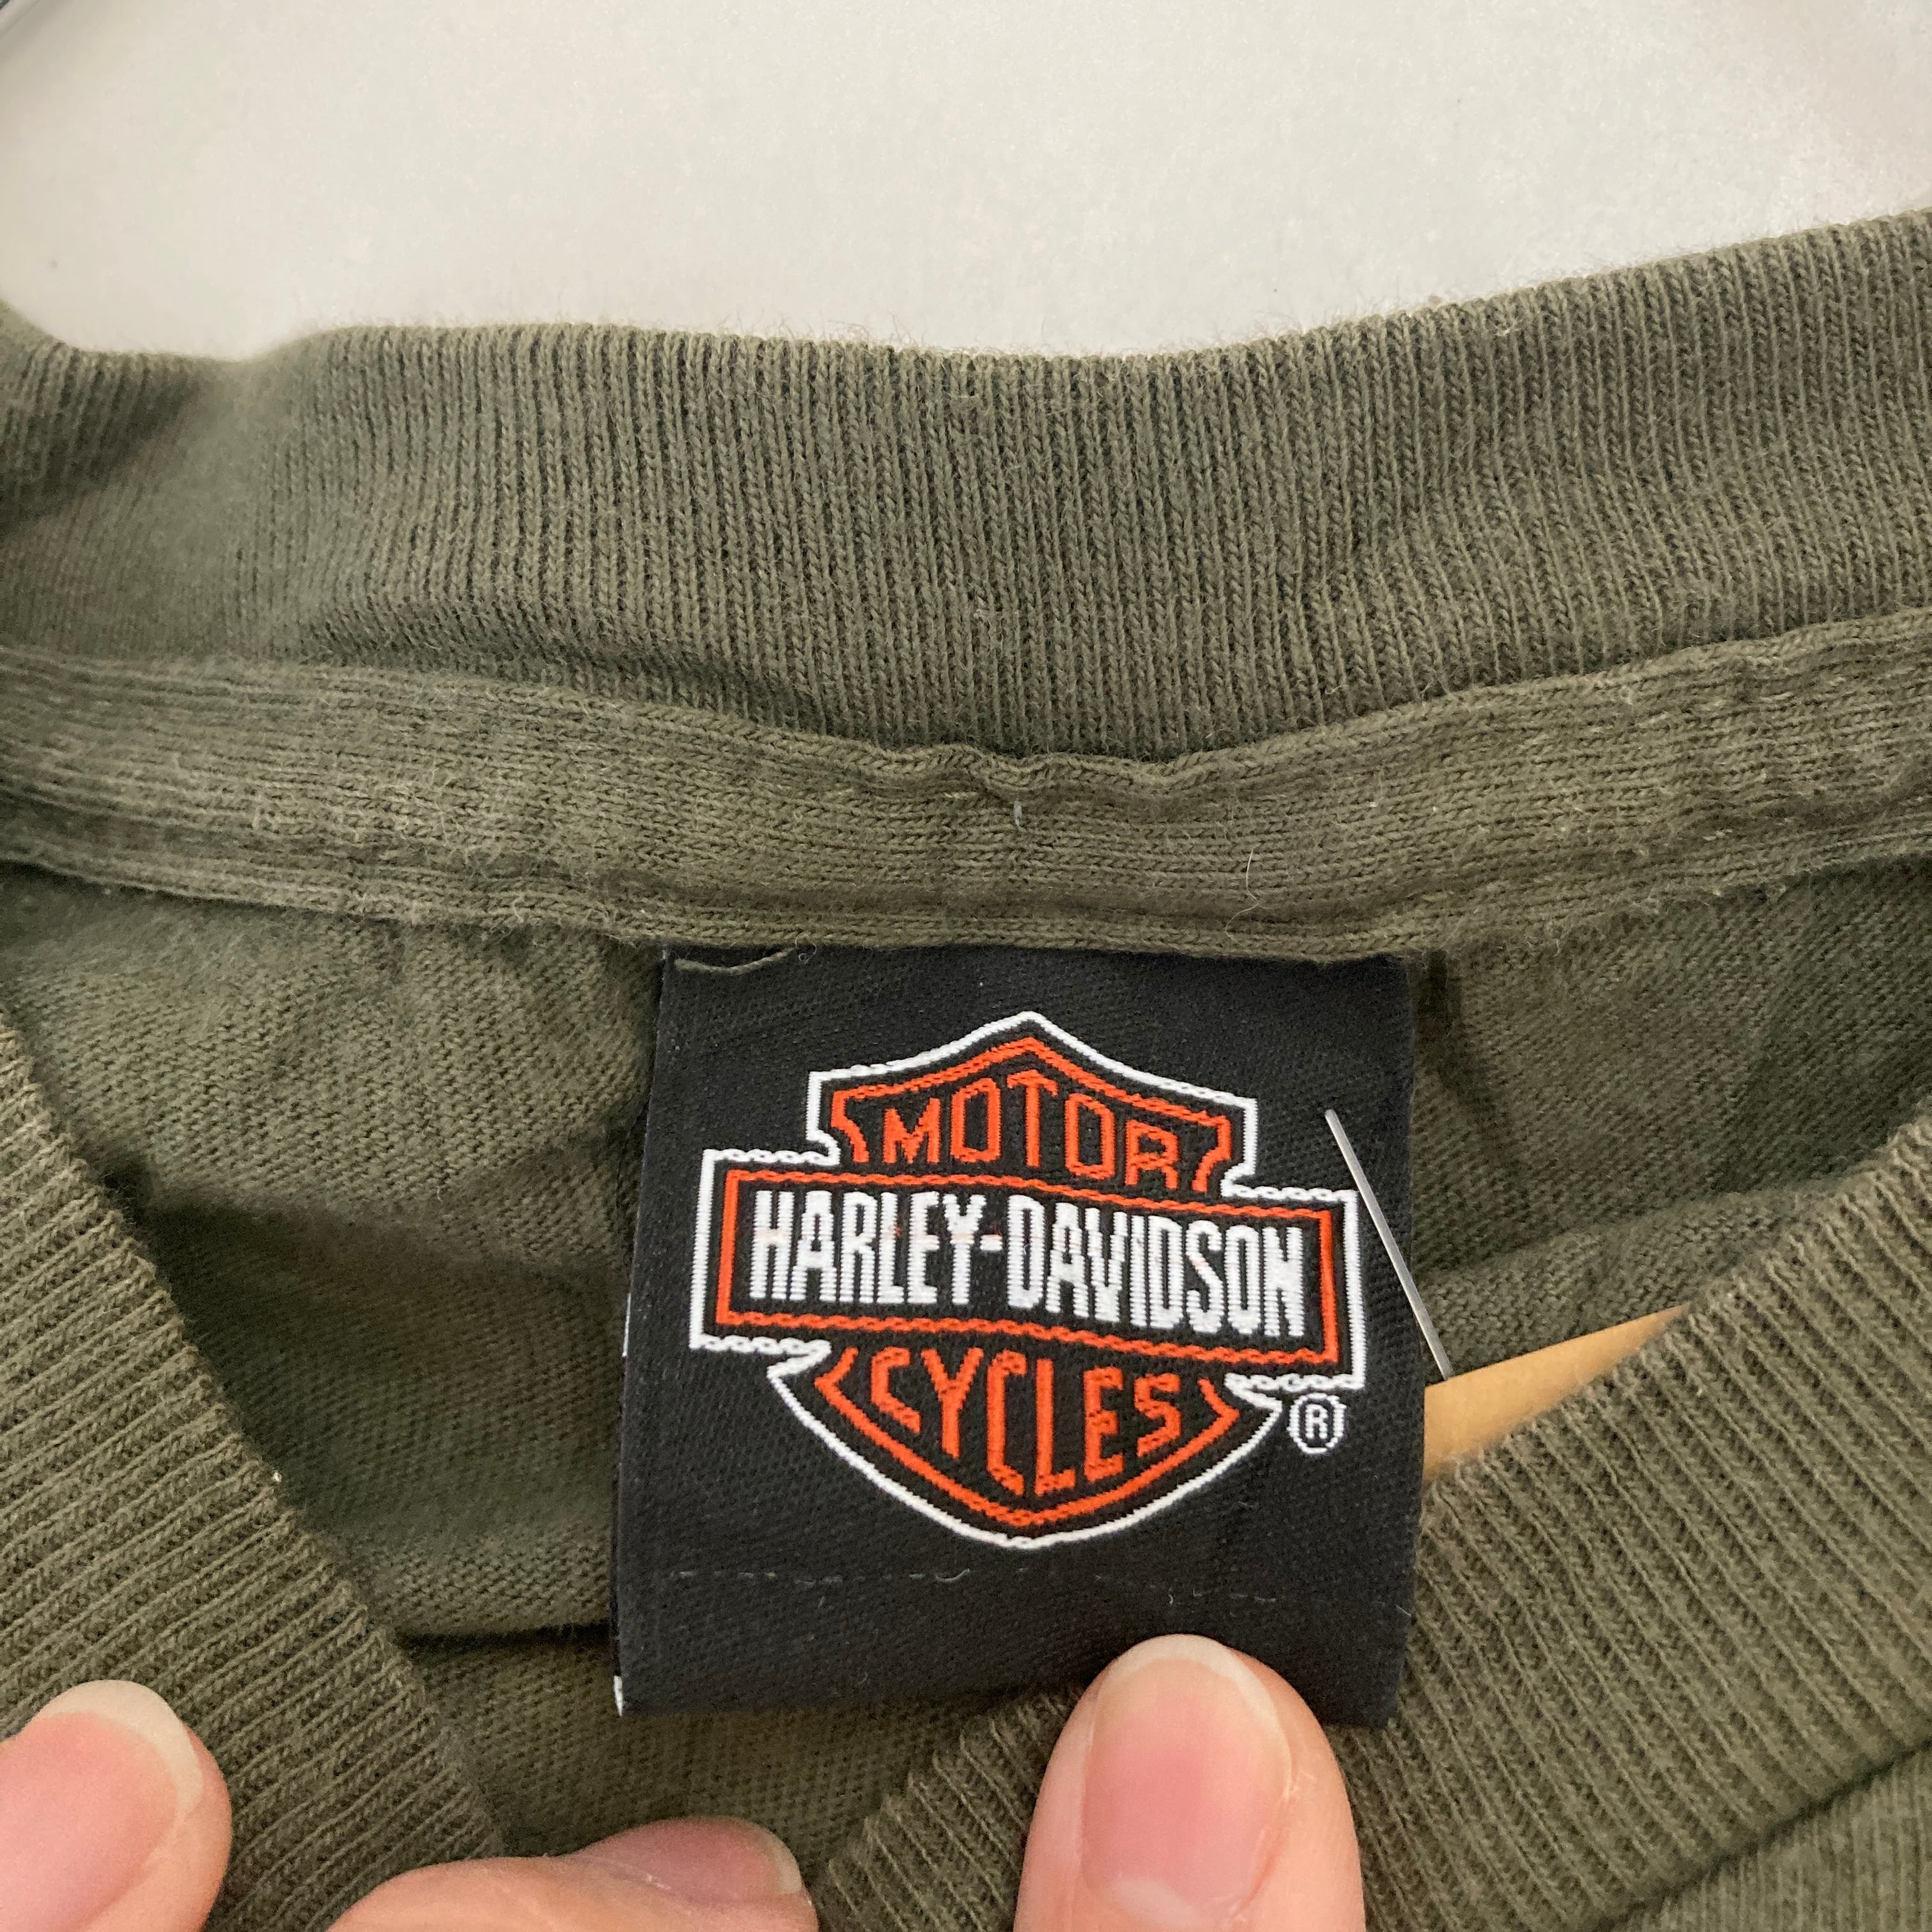 MOTOR
HARLEY-DAVIDSON
CYCLES
®